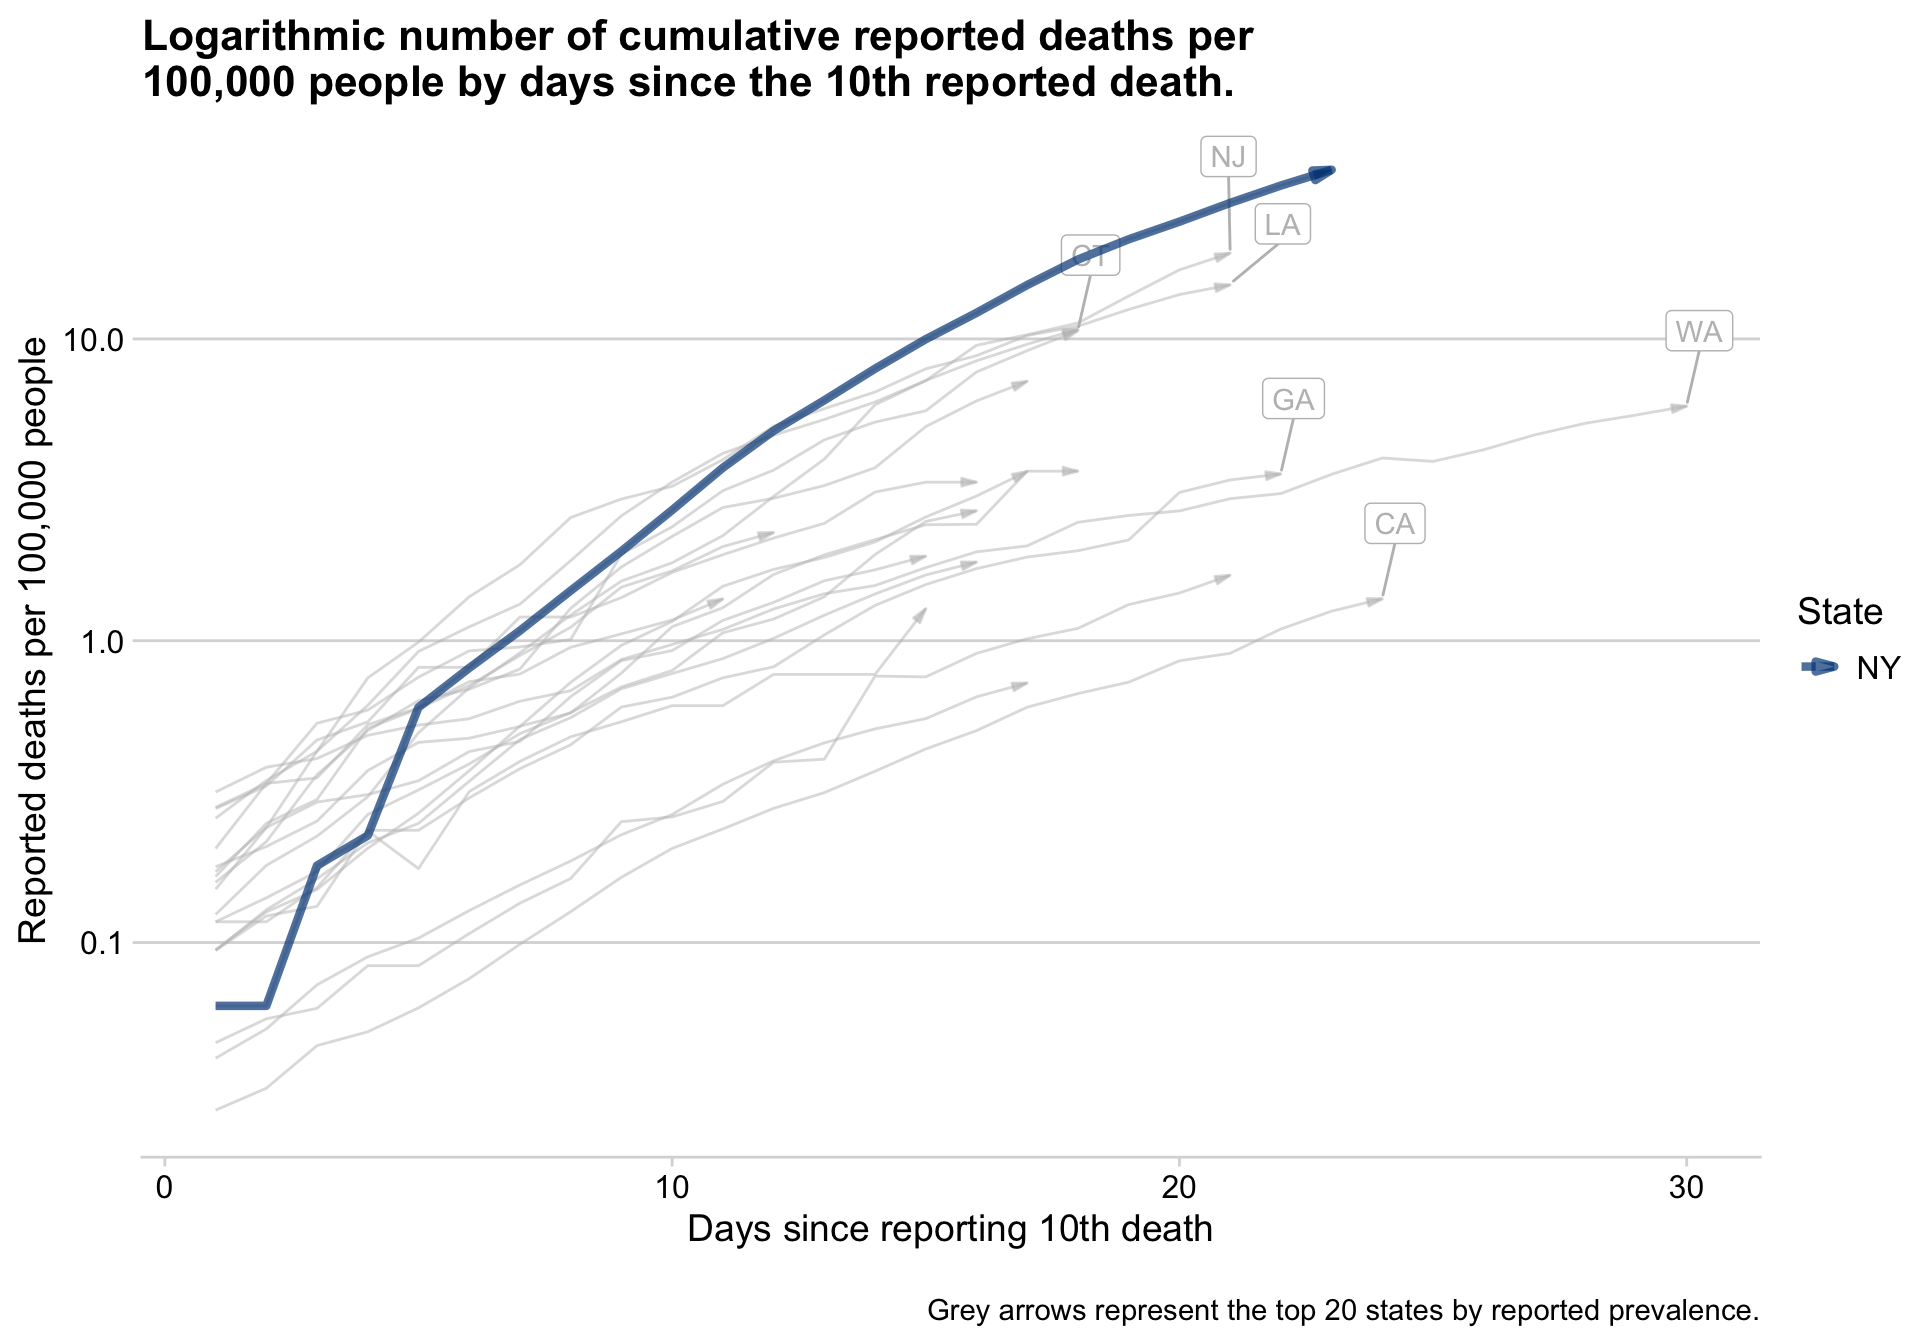 Logarithmic number of cumulative reported deaths per
100,000 people by days since the 10th reported death.
NJ
LA
CT
WA
GA
CA
Reported deaths per 100,000 people
10.0
1.0
0.1
State
NY
0
10
20
30
Days since reporting 10th death
Grey arrows represent the top 20 states by reported prevalence.